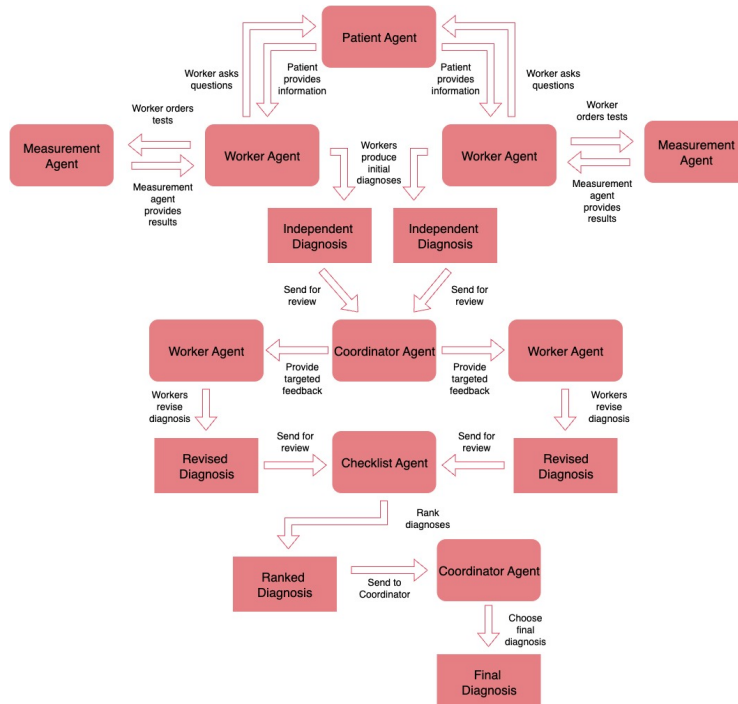 Patient Agent
Worker asks
questions
Patient
provides
information
Patient
provides
information
Worker asks
questions
Worker orders
tests
Worker
orders tests
Measurement
Agent
Worker Agent
Workers
produce
initial
diagnoses
Worker Agent
Measurement
Agent
Measurement
agent
provides
results
Measurement
agent
provides
results
Independent
Diagnosis
Independent
Diagnosis
Send for
review
Send for
review
Worker Agent
Coordinator Agent
Worker Agent
Provide
targeted
feedback
Provide
targeted
feedback
Workers
revise
diagnosis
Workers
revise
diagnosis
Revised
Diagnosis
Send for
review
Checklist Agent
Send for
review
Revised
Diagnosis
Rank
diagnoses
Ranked
Diagnosis
Send to
Coordinator
Coordinator Agent
Choose
final
diagnosis
Final
Diagnosis